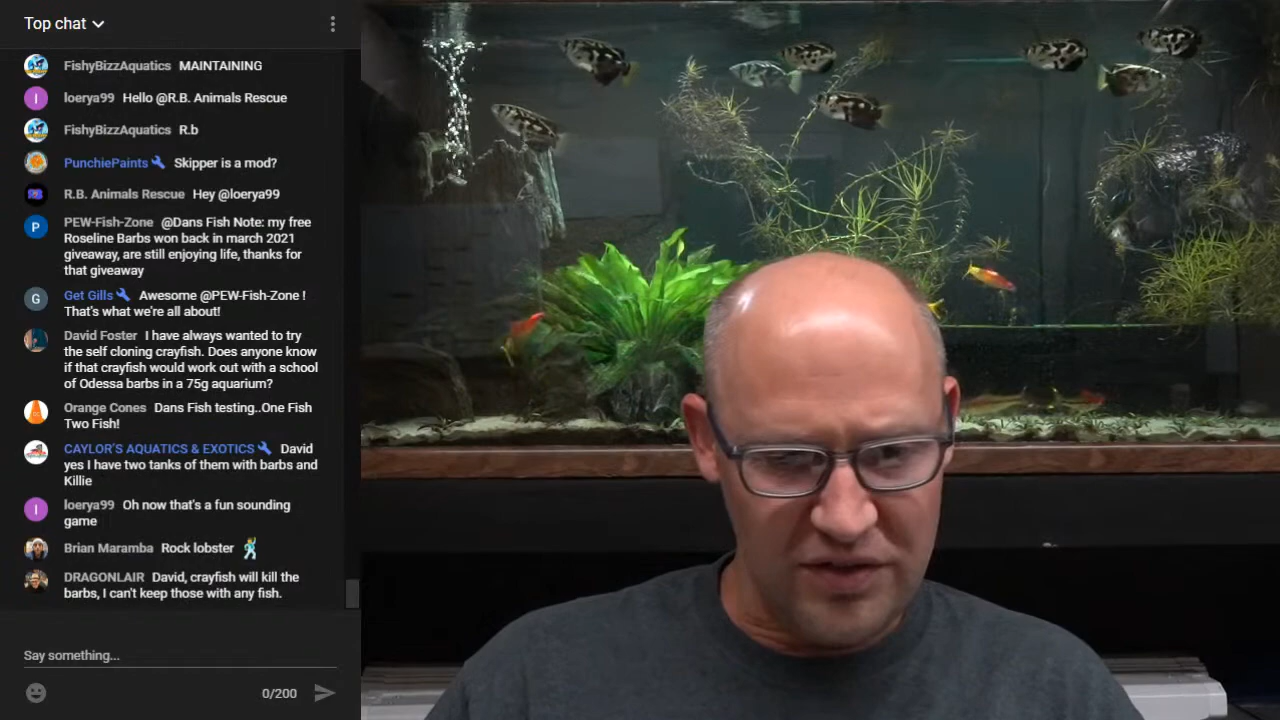 Top chat
FishyBizzAquatics MAINTAINING
loerya99 Hello @R.B. Animals Rescue
FishyBizzAquatics R.b
PunchiePaints Skipper is a mod?
R.B. Animals Rescue Hey @loerya99
PEW-Fish-Zone @Dans Fish Note: my free
Roseline Barbs won back in march 2021
giveaway, are still enjoying life, thanks for
that giveaway
Get Gills Awesome @PEW-Fish-Zone !
That's what we're all about!
David Foster I have always wanted to try
the self cloning crayfish. Does anyone know
if that crayfish would work out with a school
of Odessa barbs in a 75g aquarium?
Orange Cones Dans Fish testing..One Fish
Two Fish!
CAYLOR'S AQUATICS & EXOTICS David
yes I have two tanks of them with barbs and
Killie
loerya99 Oh now that's a fun sounding
game
Brian Maramba Rock lobster
DRAGONLAIR David, crayfish will kill the
barbs, I can't keep those with any fish.
Say something...
0/200